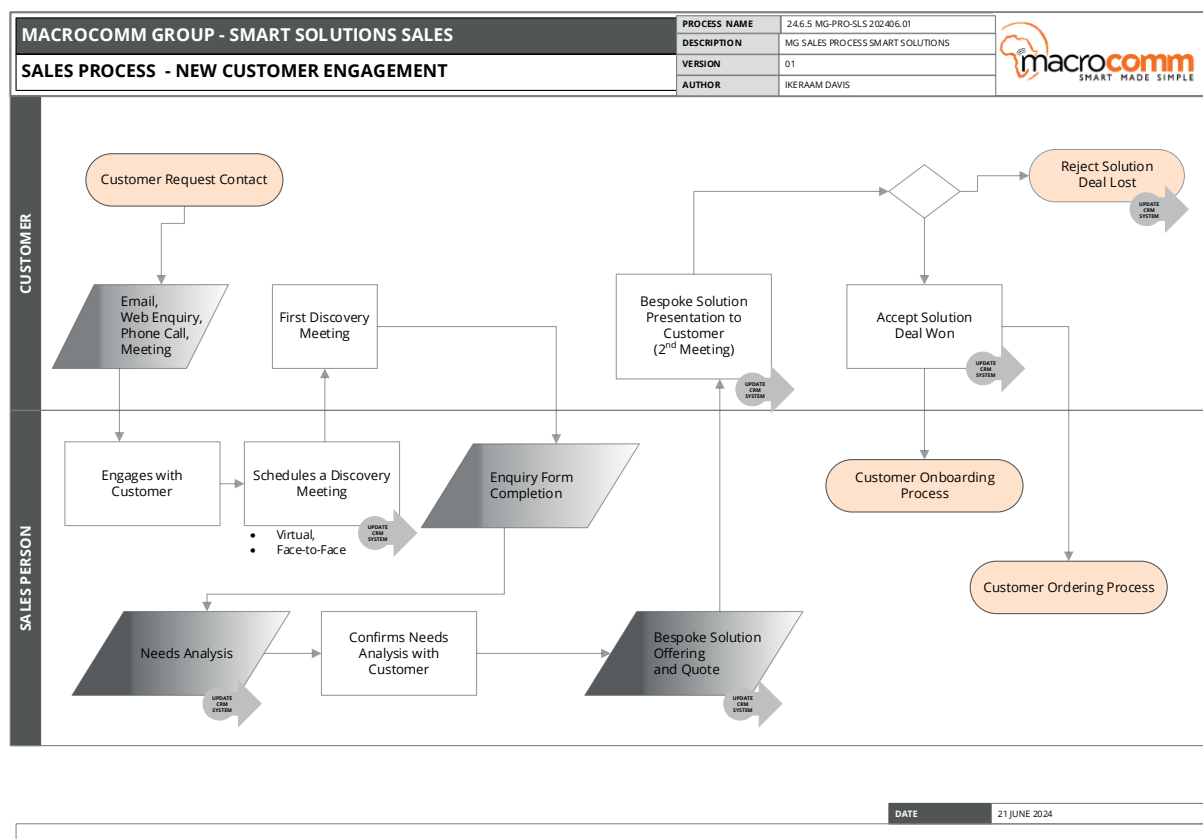 MACROCOMM GROUP - SMART SOLUTIONS SALES
SALES PROCESS - NEW CUSTOMER ENGAGEMENT
PROCESS NAME 24.6.5 MG-PRO-SLS 202406.01
DESCRIPTION MG SALES PROCESS SMART SOLUTIONS
VERSION 01
AUTHOR IKERAAM DAVIS
macrocomm
SMART MADE SIMPLE
CUSTOMER
Customer Request Contact
Reject Solution
Deal Lost
UPDATE
CRM
SYSTEM
Email,
Web Enquiry,
Phone Call,
Meeting
First Discovery
Meeting
Bespoke Solution
Presentation to
Customer
(2nd Meeting)
UPDATE
CRM
SYSTEM
Accept Solution
Deal Won
UPDATE
CRM
SYSTEM
SALES PERSON
Engages with
Customer
Schedules a Discovery
Meeting
UPDATE
CRM
SYSTEM
• Virtual,
• Face-to-Face
Enquiry Form
Completion
Customer Onboarding
Process
Customer Ordering Process
Needs Analysis
UPDATE
CRM
SYSTEM
Confirms Needs
Analysis with
Customer
Bespoke Solution
Offering
and Quote
UPDATE
CRM
SYSTEM
DATE 21 JUNE 2024